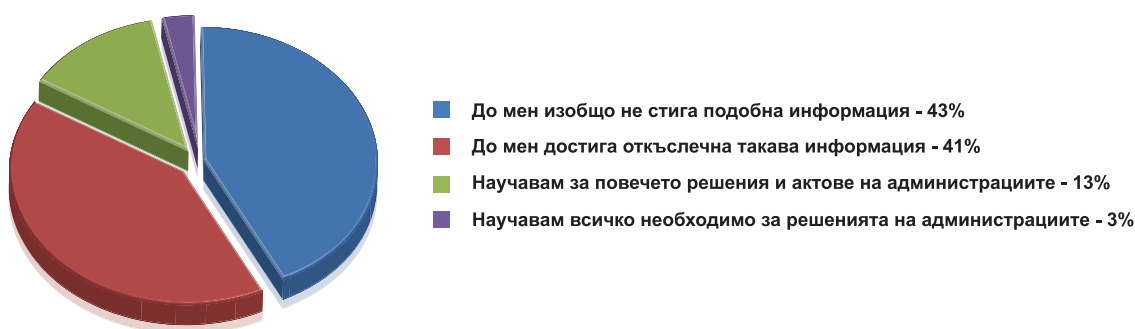 До мен изобщо не стига подобна информация - 43%
До мен достига откъслечна такава информация - 41%
Научавам за повечето решения и актове на администрациите - 13%
Научавам всичко необходимо за решенията на администрациите - 3%